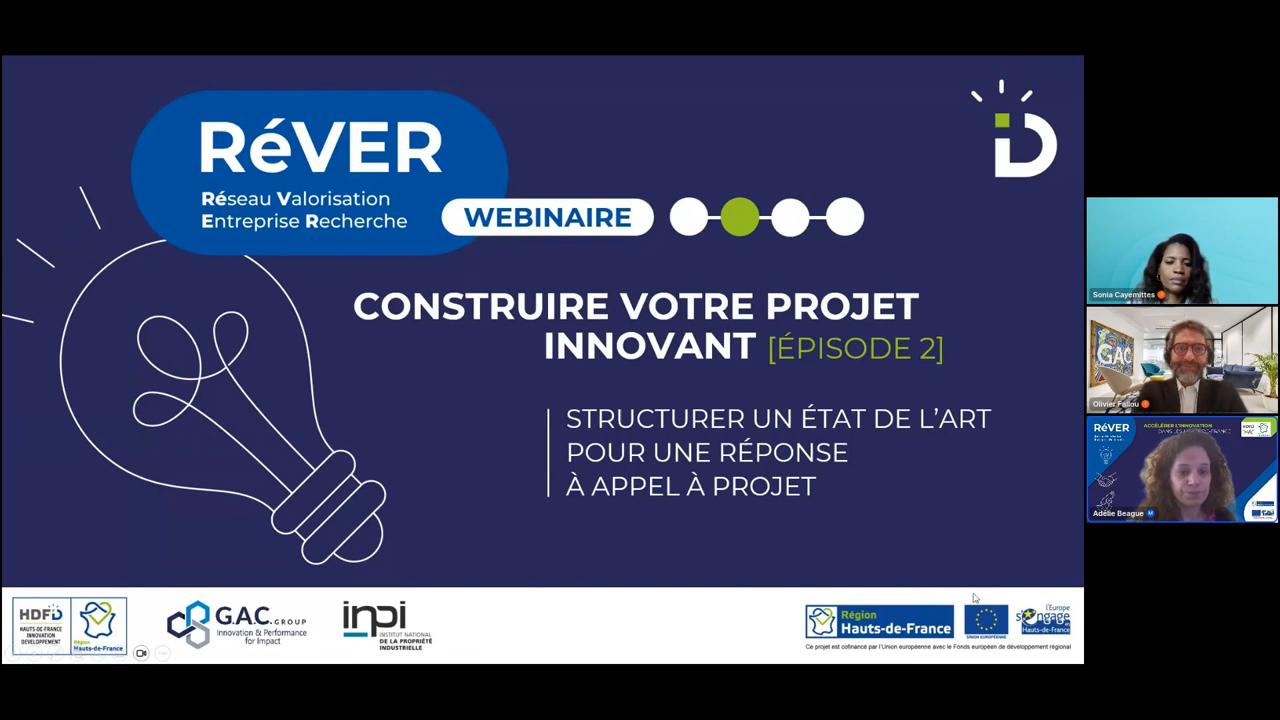 RéVER
Réseau Valorisation
Entreprise Recherche
WEBINAIRE
CONSTRUIRE VOTRE PROJET
INNOVANT [ÉPISODE 2]
STRUCTURER UN ÉTAT DE L'ART
POUR UNE RÉPONSE
À APPEL À PROJET
HDFiD
HAUTS-DE-FRANCE
INNOVATION
DÉVELOPPEMENT
Région
Hauts-de-France
G.A.C. GROUP
Innovation & Performance
for Impact
inpi
INSTITUT NATIONAL
DE LA PROPRIÉTÉ
INDUSTRIELLE
Région
Hauts-de-France
UNION EUROPÉENNE
l'Europe
s'engage
Hauts-de-France
Ce projet est cofinancé par l'Union européenne avec le Fonds européen de développement régional
Sonia Cayemittes
GAC
Olivier Fallou
RéVER
ACCÉLÉRER L'INNOVATION
Adélie Beague